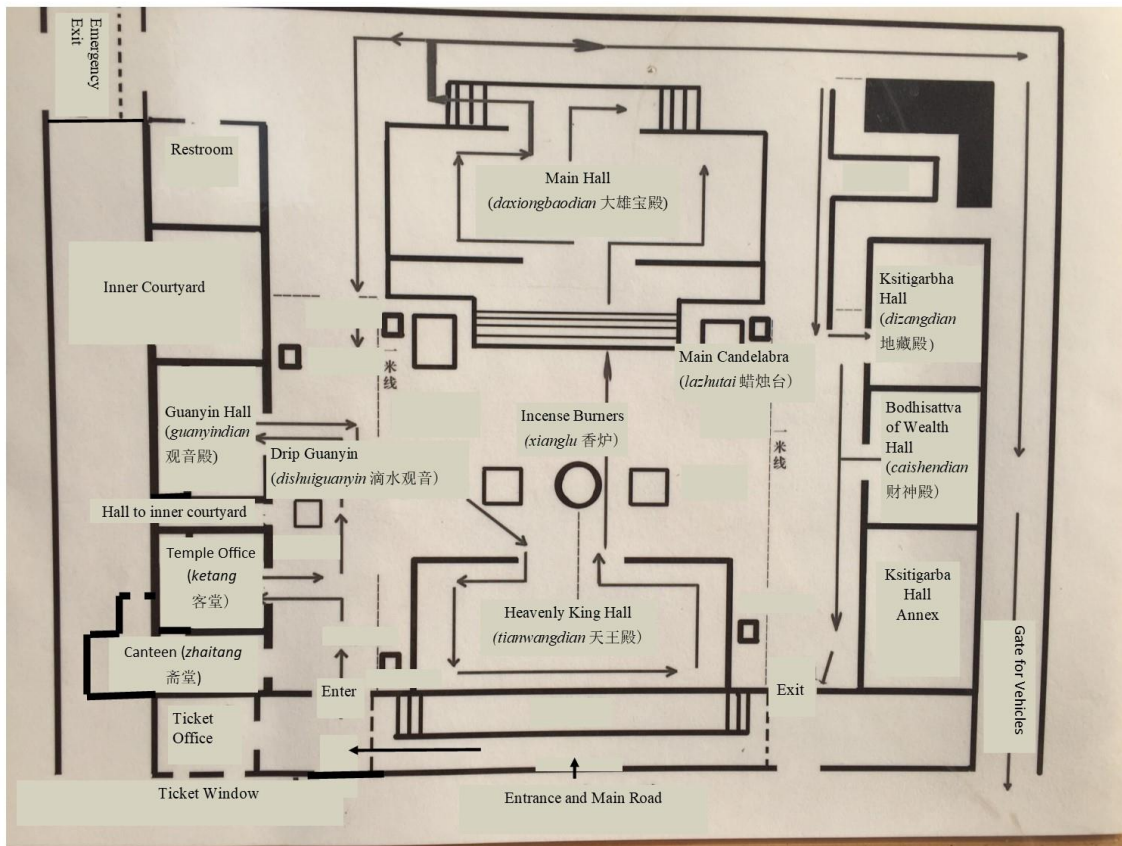 Emergency
Exit
Restroom
Main Hall
(daxiongbaodian 大雄宝殿)
Inner Courtyard
Ksitigarbha
Hall
(dizangdian
地藏殿)
一米线
Main Candelabra
(lazhutai 蜡烛台)
Guanyin Hall
(guanyindian
观音殿)
Drip Guanyin
(dishuiguanyin 滴水观音)
Incense Burners
(xianglu 香炉)
一米线
Bodhisattva
of Wealth
Hall
(caishendian
财神殿)
Hall to inner courtyard
Temple Office
(ketang
客堂)
Heavenly King Hall
(tianwangdian 天王殿)
Ksitigarba
Hall
Annex
Canteen (zhaitang
斋堂)
Enter
Exit
Gate for Vehicles
Ticket
Office
Ticket Window
Entrance and Main Road